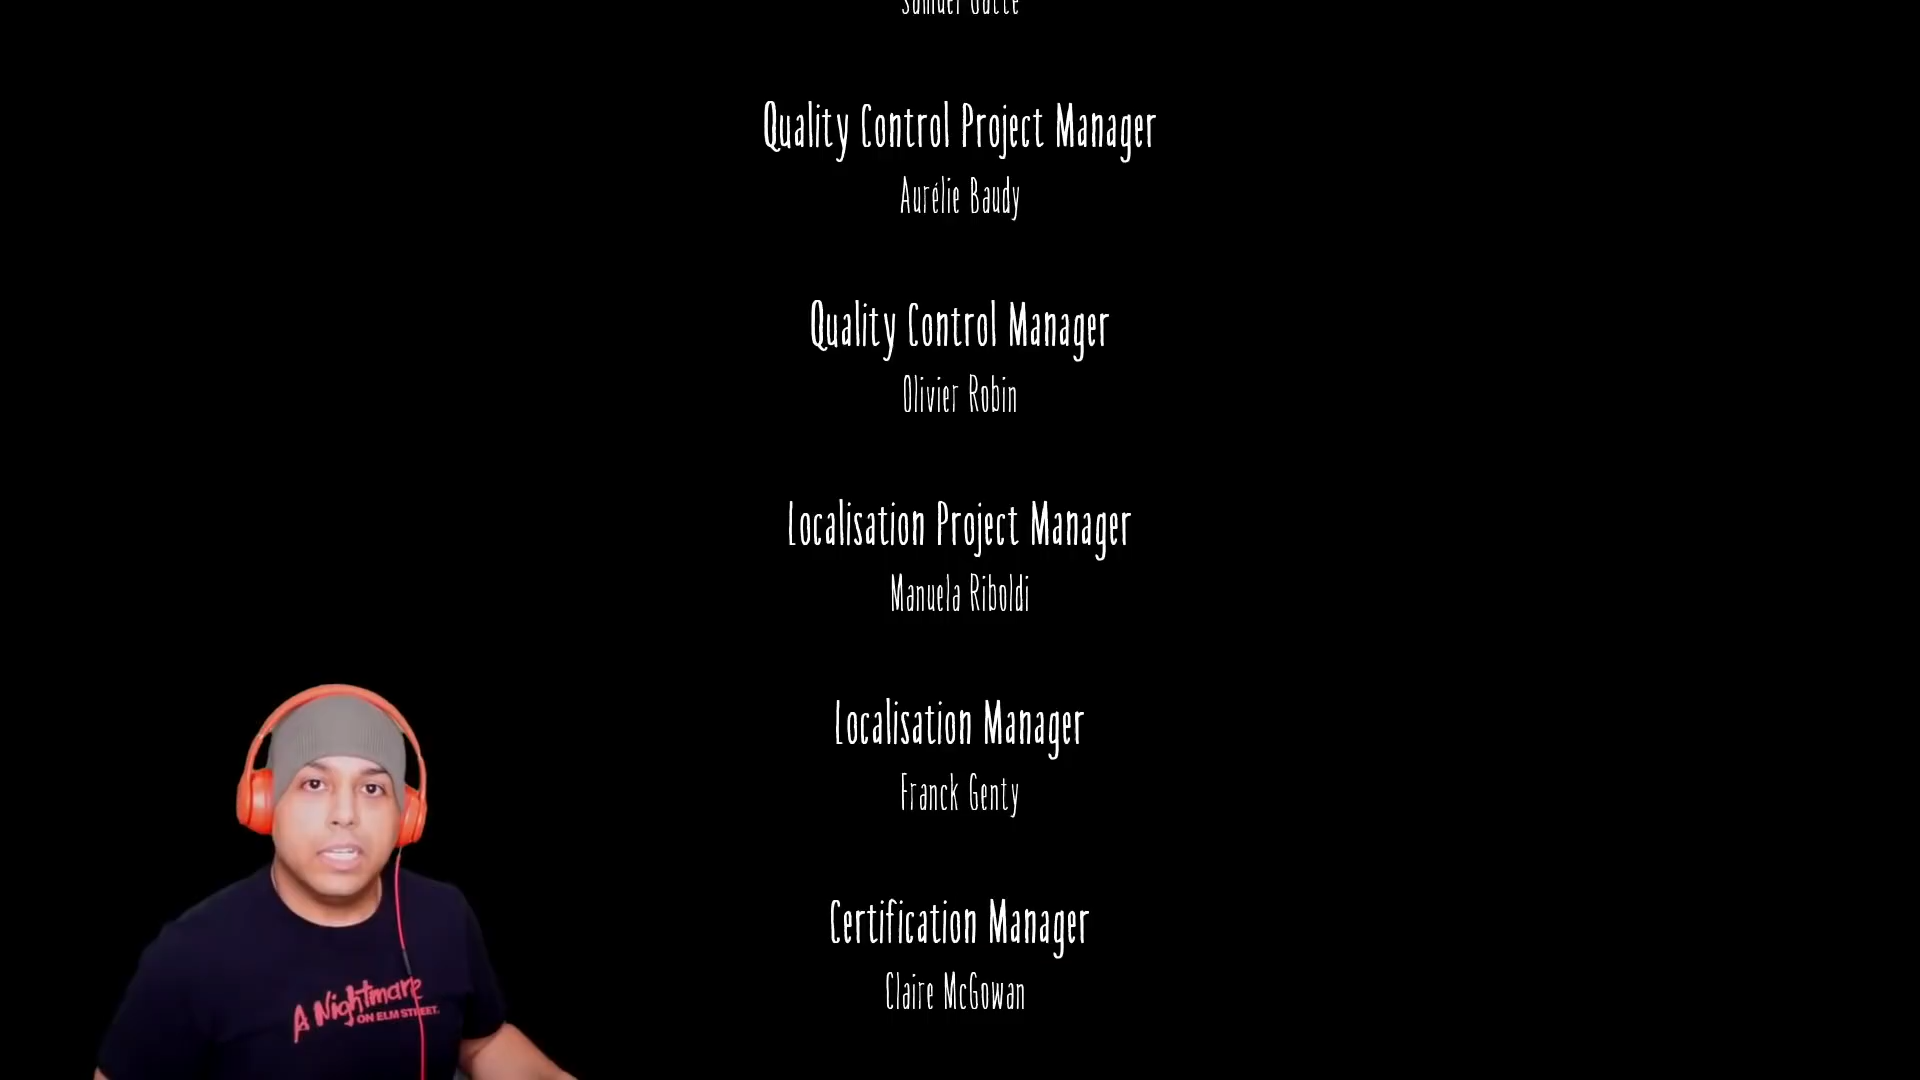 Quality Control Project Manager
Aurélie Baudy
Quality Control Manager
Olivier Robin
Localisation Project Manager
Manuela Riboldi
Localisation Manager
Franck Genty
Certification Manager
Claire McGowan
A Nightmare
ON ELM STREET.